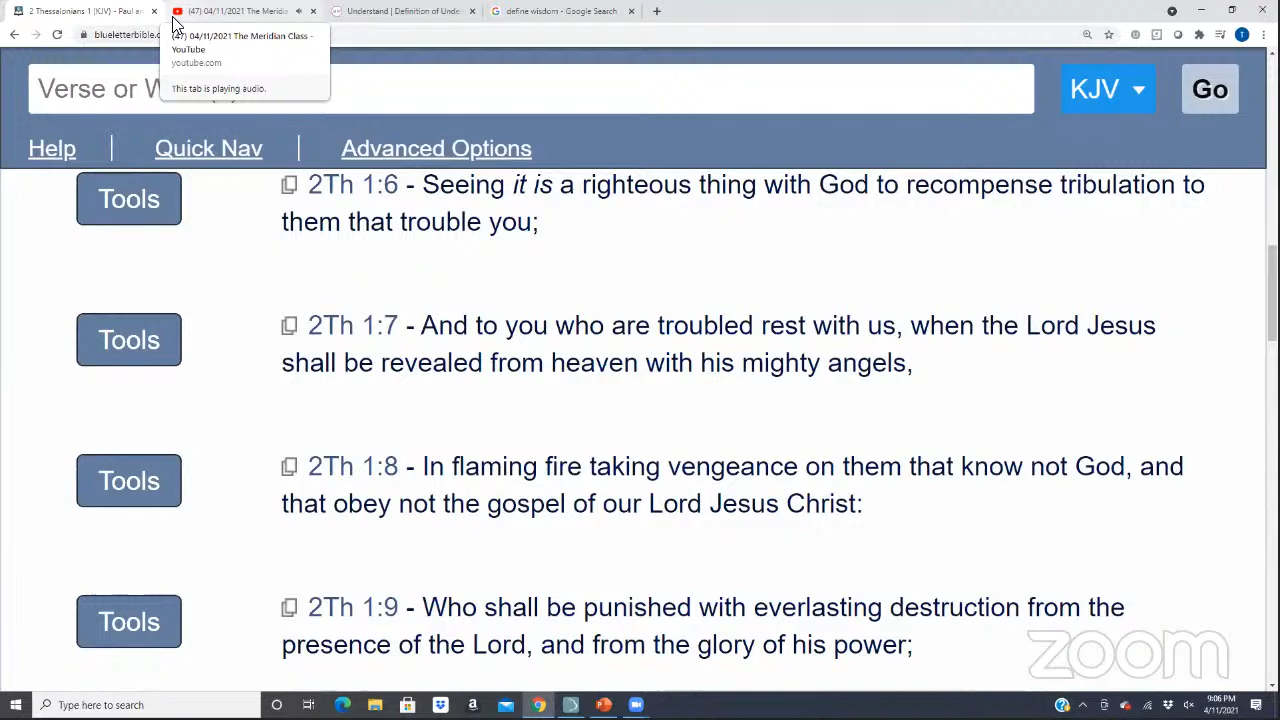 2 Thessalonians 1 (KJV) - Paul a
(47) 04/11/2021 The Meridia
Understand | Definition of Unde
define wisdom - Google Search
blueletterbible.
(47) 04/11/2021 The Meridian Class -
YouTube
youtube.com
This tab is playing audio.
T
Verse or W
KJV
Go
Help
Quick Nav
Advanced Options
Tools
2Th 1:6 - Seeing it is a righteous thing with God to recompense tribulation to
them that trouble you;
Tools
2Th 1:7 - And to you who are troubled rest with us, when the Lord Jesus
shall be revealed from heaven with his mighty angels,
Tools
2Th 1:8 - In flaming fire taking vengeance on them that know not God, and
that obey not the gospel of our Lord Jesus Christ:
Tools
2Th 1:9 - Who shall be punished with everlasting destruction from the
presence of the Lord, and from the glory of his power;
zoom
Type here to search
9:06 PM
4/11/2021